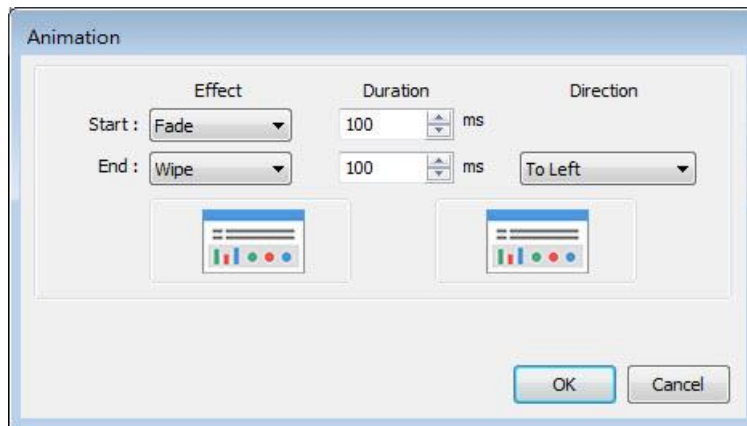 Animation
Effect Duration Direction
Start : Fade 100 ms
End : Wipe 100 ms To Left
OK Cancel